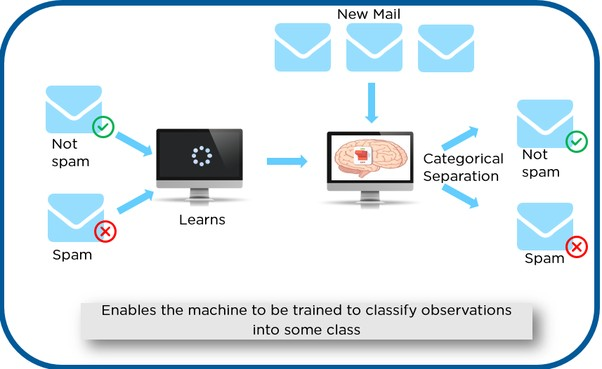 New Mail
Not
spam
Spam
Learns
Categorical
Separation
Not
spam
Spam
Enables the machine to be trained to classify observations
into some class